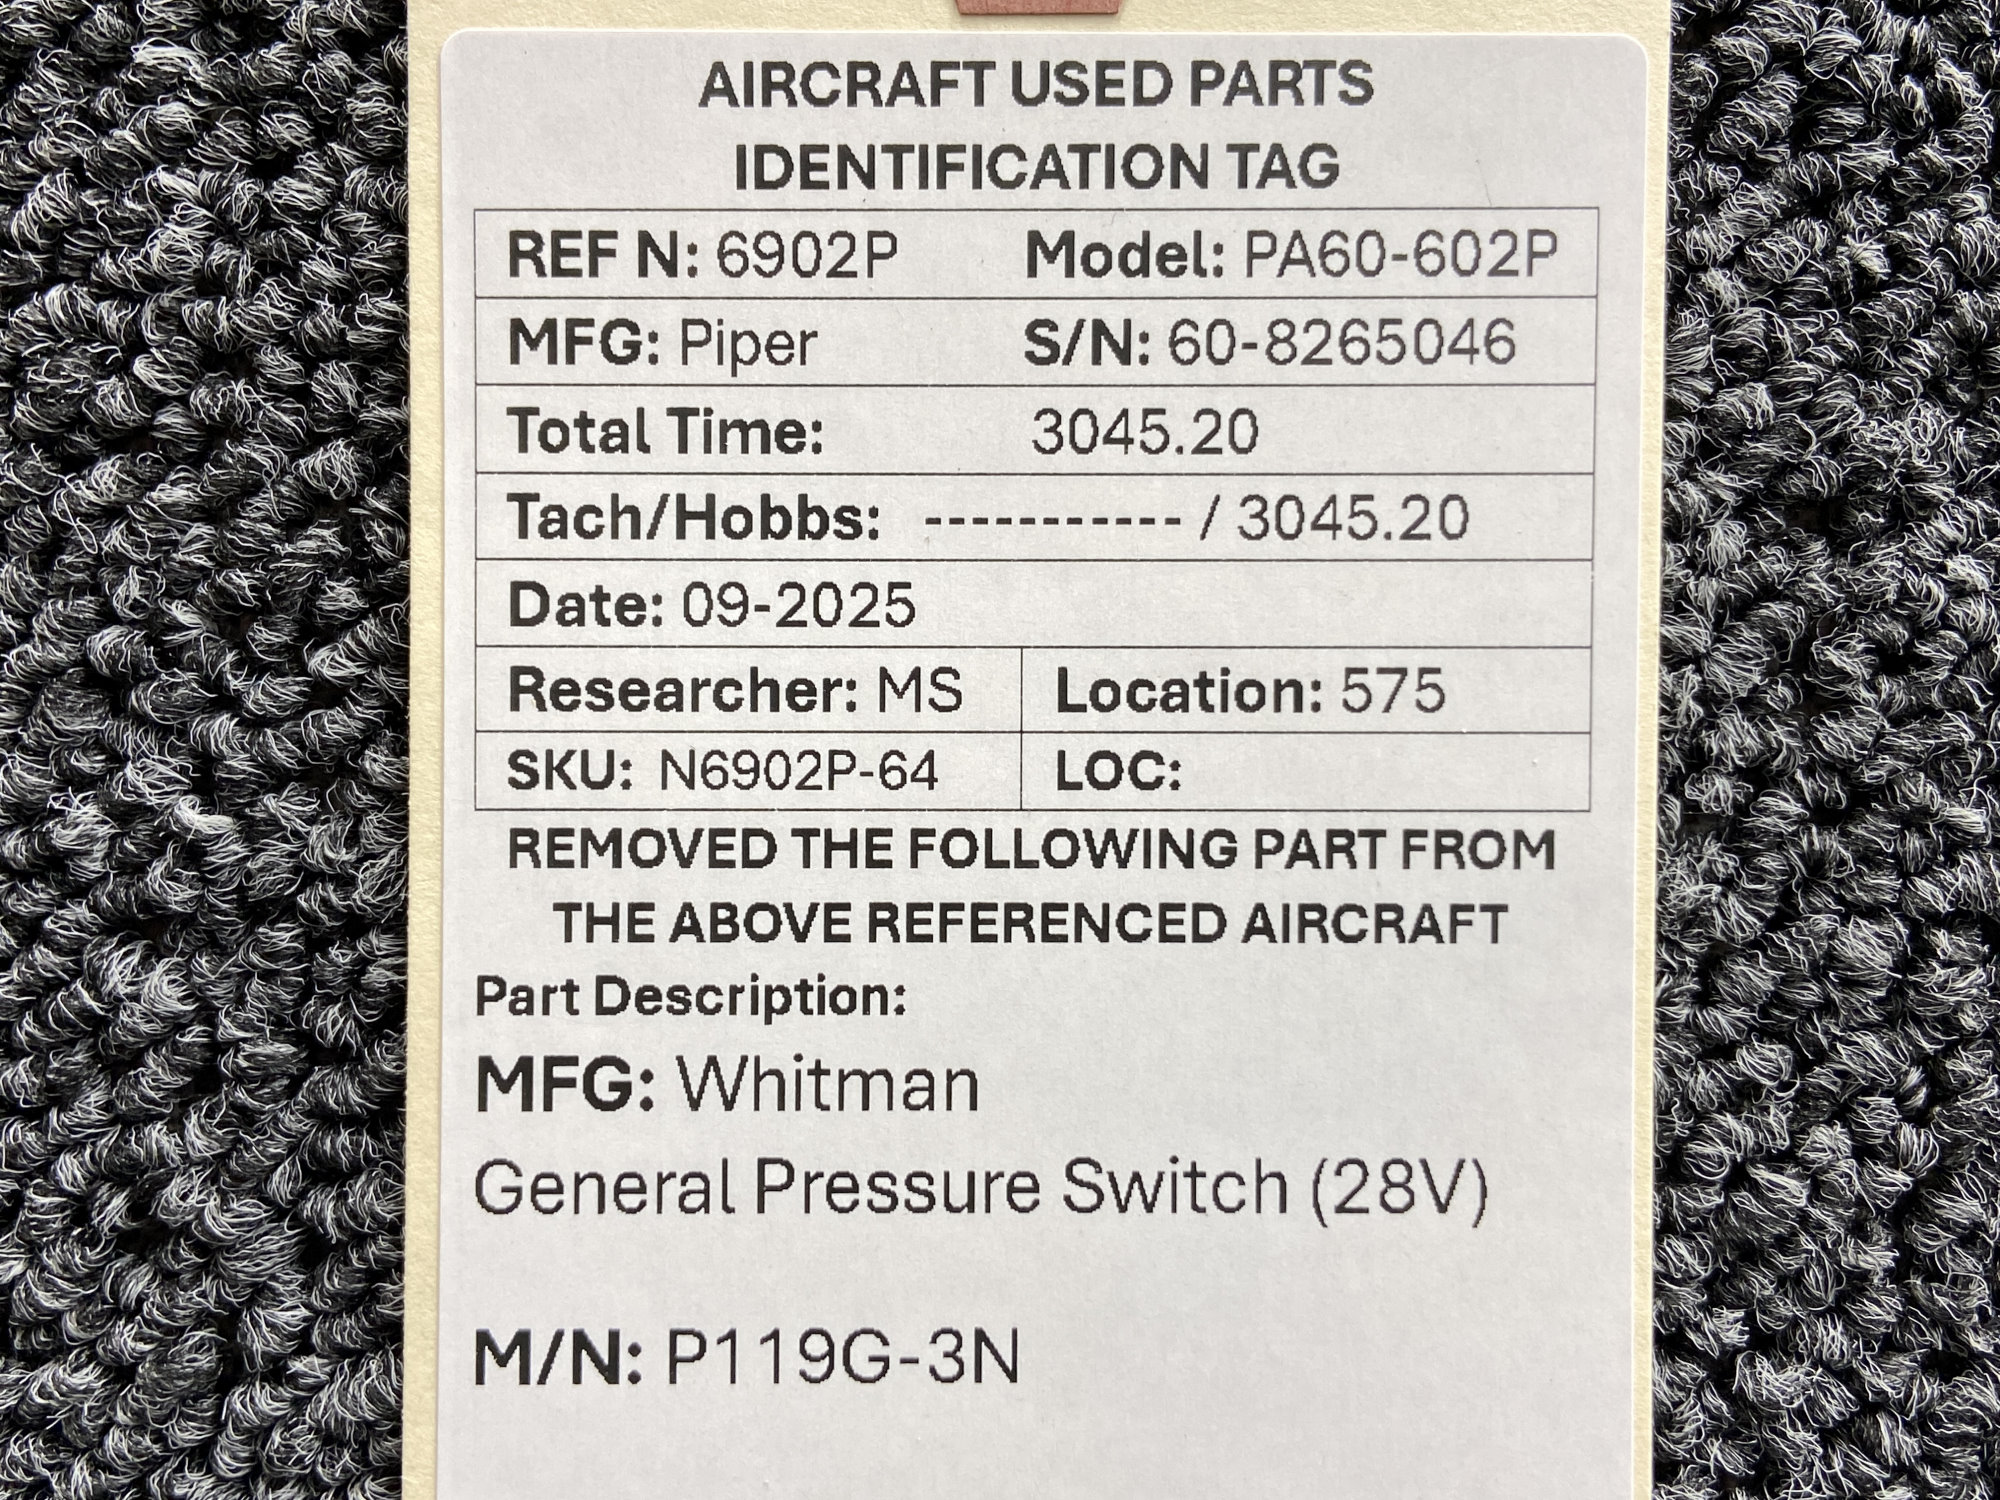 AIRCRAFT USED PARTS
IDENTIFICATION TAG
REF N: 6902P Model: PA60-602P
MFG: Piper S/N: 60-8265046
Total Time: 3045.20
Tach/Hobbs: ----------- / 3045.20
Date: 09-2025
Researcher: MS Location: 575
SKU: N6902P-64 LOC:
REMOVED THE FOLLOWING PART FROM
THE ABOVE REFERENCED AIRCRAFT
Part Description:
MFG: Whitman
General Pressure Switch (28V)
M/N: P119G-3N